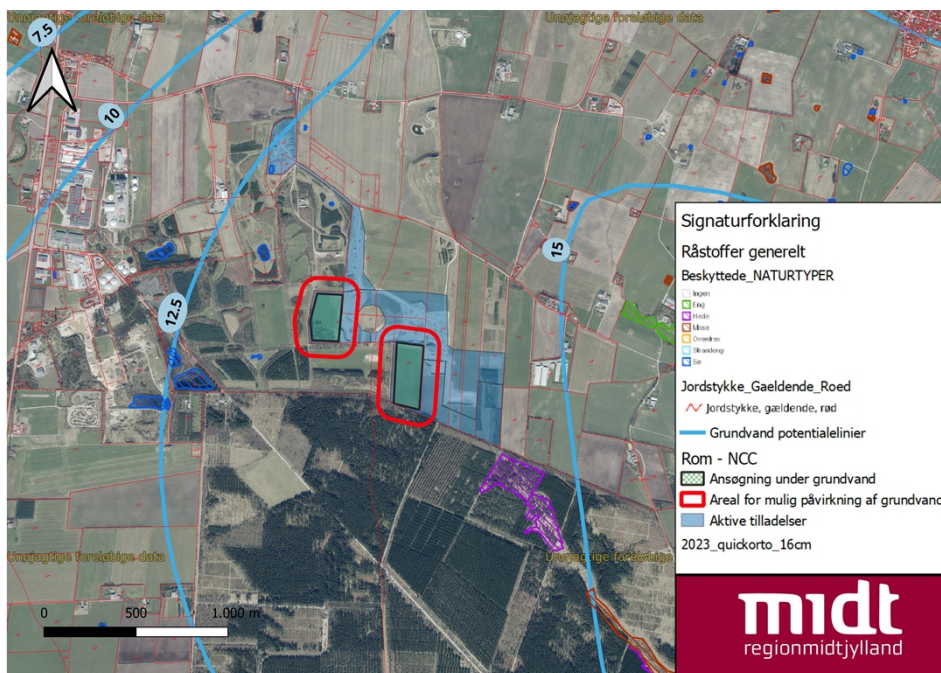 Unøjagtige foreløbige data
Unøjagtige foreløbige data
7.5
10
12.5
15
Unøjagtige foreløbige data
Unøjagtige foreløbige
0 500 1.000 m
Signaturforklaring
Råstoffer generelt
Beskyttede_NATURTYPER
Ingen
Eng
Hede
Mose
Overdrev
Strandeng
Sø
Jordstykke_Gaeldende_Roed
Jordstykke, gældende, rød
Grundvand potentialelinier
Rom - NCC
Ansøgning under grundvand
Areal for mulig påvirkning af grundvand
Aktive tilladelser
2023_quickorto_16cm
midt
regionmidtjylland